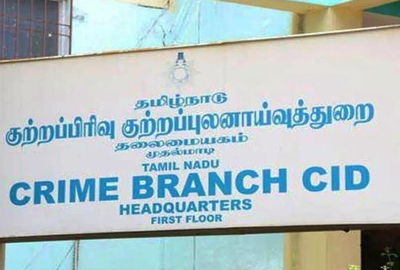 தமிழ்நாடு
குற்றப்பிரிவு குற்றப்புலனாய்வுத்துறை
தலைமையகம்
முதல்மாடி
TAMIL NADU
CRIME BRANCH CID
HEADQUARTERS
FIRST FLOOR